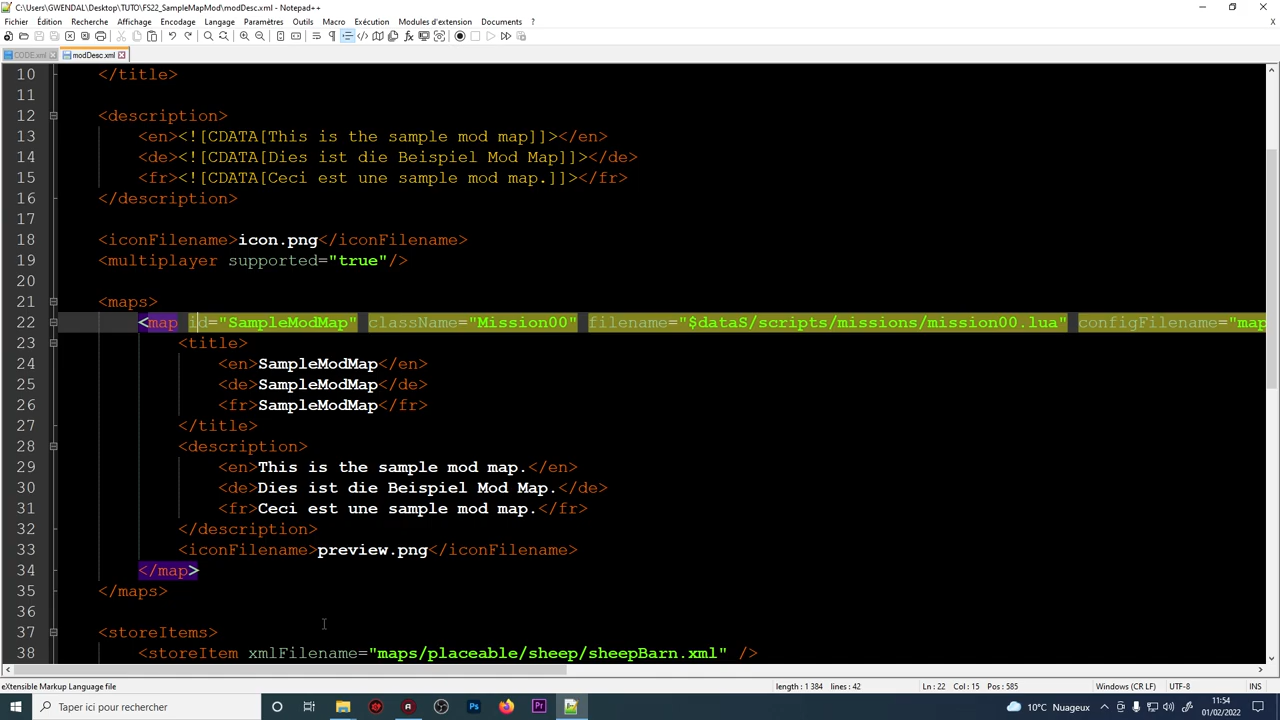 C:\Users\GWENDAL\Desktop\TUTO\FS22_SampleMapMod\modDesc.xml - Notepad++
Fichier Édition Recherche Affichage Encodage Langage Paramètres Outils Macro Exécution Modules d'extension Documents ? X
CODE.xml modDesc.xml
10 </title>
11
12 <description>
13 <en><![CDATA[This is the sample mod map]]></en>
14 <de><![CDATA[Dies ist die Beispiel Mod Map]]></de>
15 <fr><![CDATA[Ceci est une sample mod map.]]></fr>
16 </description>
17
18 <iconFilename>icon.png</iconFilename>
19 <multiplayer supported="true"/>
20
21 <maps>
22 <map id="SampleModMap" className="Mission00" filename="$dataS/scripts/missions/mission00.lua" configFilename="map
23 <title>
24 <en>SampleModMap</en>
25 <de>SampleModMap</de>
26 <fr>SampleModMap</fr>
27 </title>
28 <description>
29 <en>This is the sample mod map.</en>
30 <de>Dies ist die Beispiel Mod Map.</de>
31 <fr>Ceci est une sample mod map.</fr>
32 </description>
33 <iconFilename>preview.png</iconFilename>
34 </map>
35 </maps>
36
37 <storeItems>
38 <storeItem xmlFilename="maps/placeable/sheep/sheepBarn.xml" />
eXtensible Markup Language file length : 1 384 lines : 42 Ln : 22 Col : 15 Pos : 585 Windows (CR LF) UTF-8 INS
Taper ici pour rechercher Ps Pr 10°C Nuageux 11:54
01/02/2022